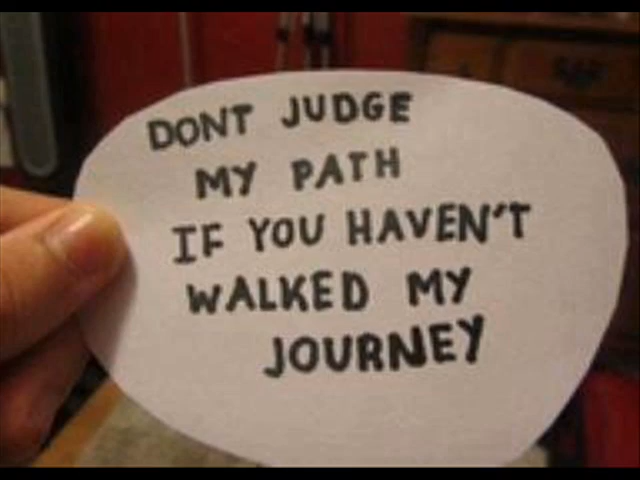 DONT JUDGE
MY PATH
IF YOU HAVEN'T
WALKED MY
JOURNEY